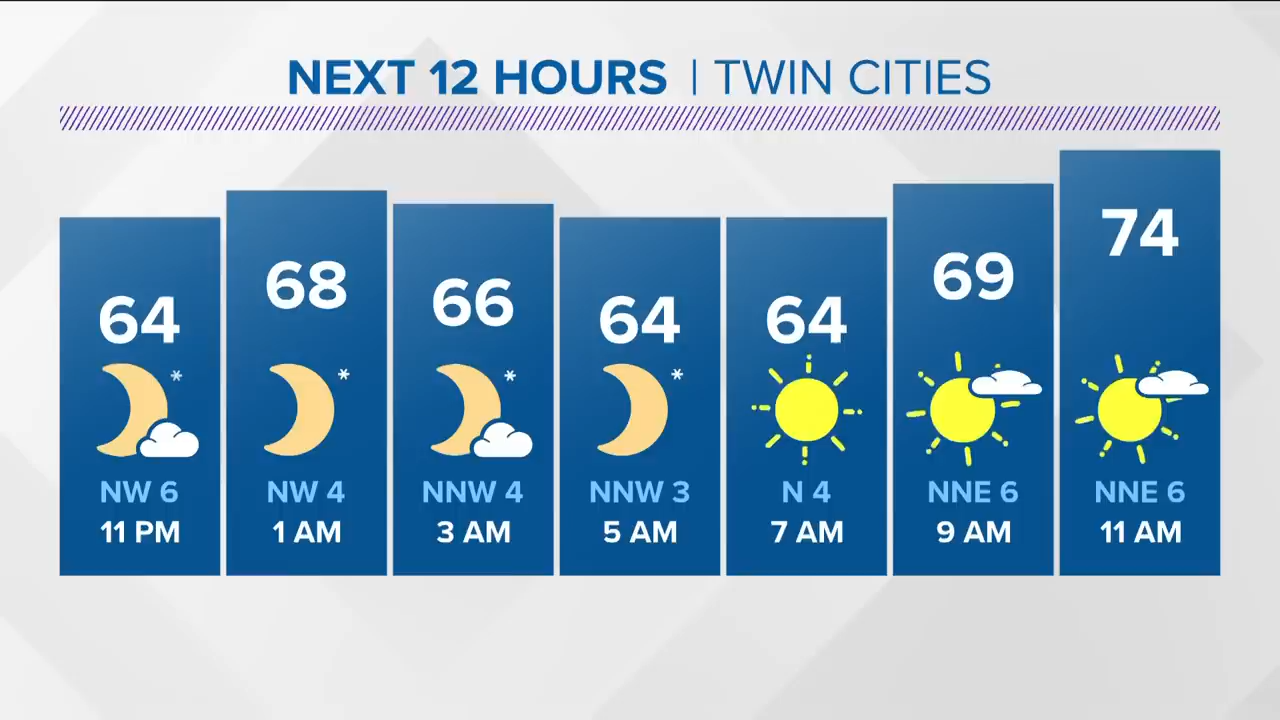 NEXT 12 HOURS | TWIN CITIES
64 68 66 64 64 69 74
NW 6 NW 4 NNW 4 NNW 3 N 4 NNE 6 NNE 6
11 PM 1 AM 3 AM 5 AM 7 AM 9 AM 11 AM